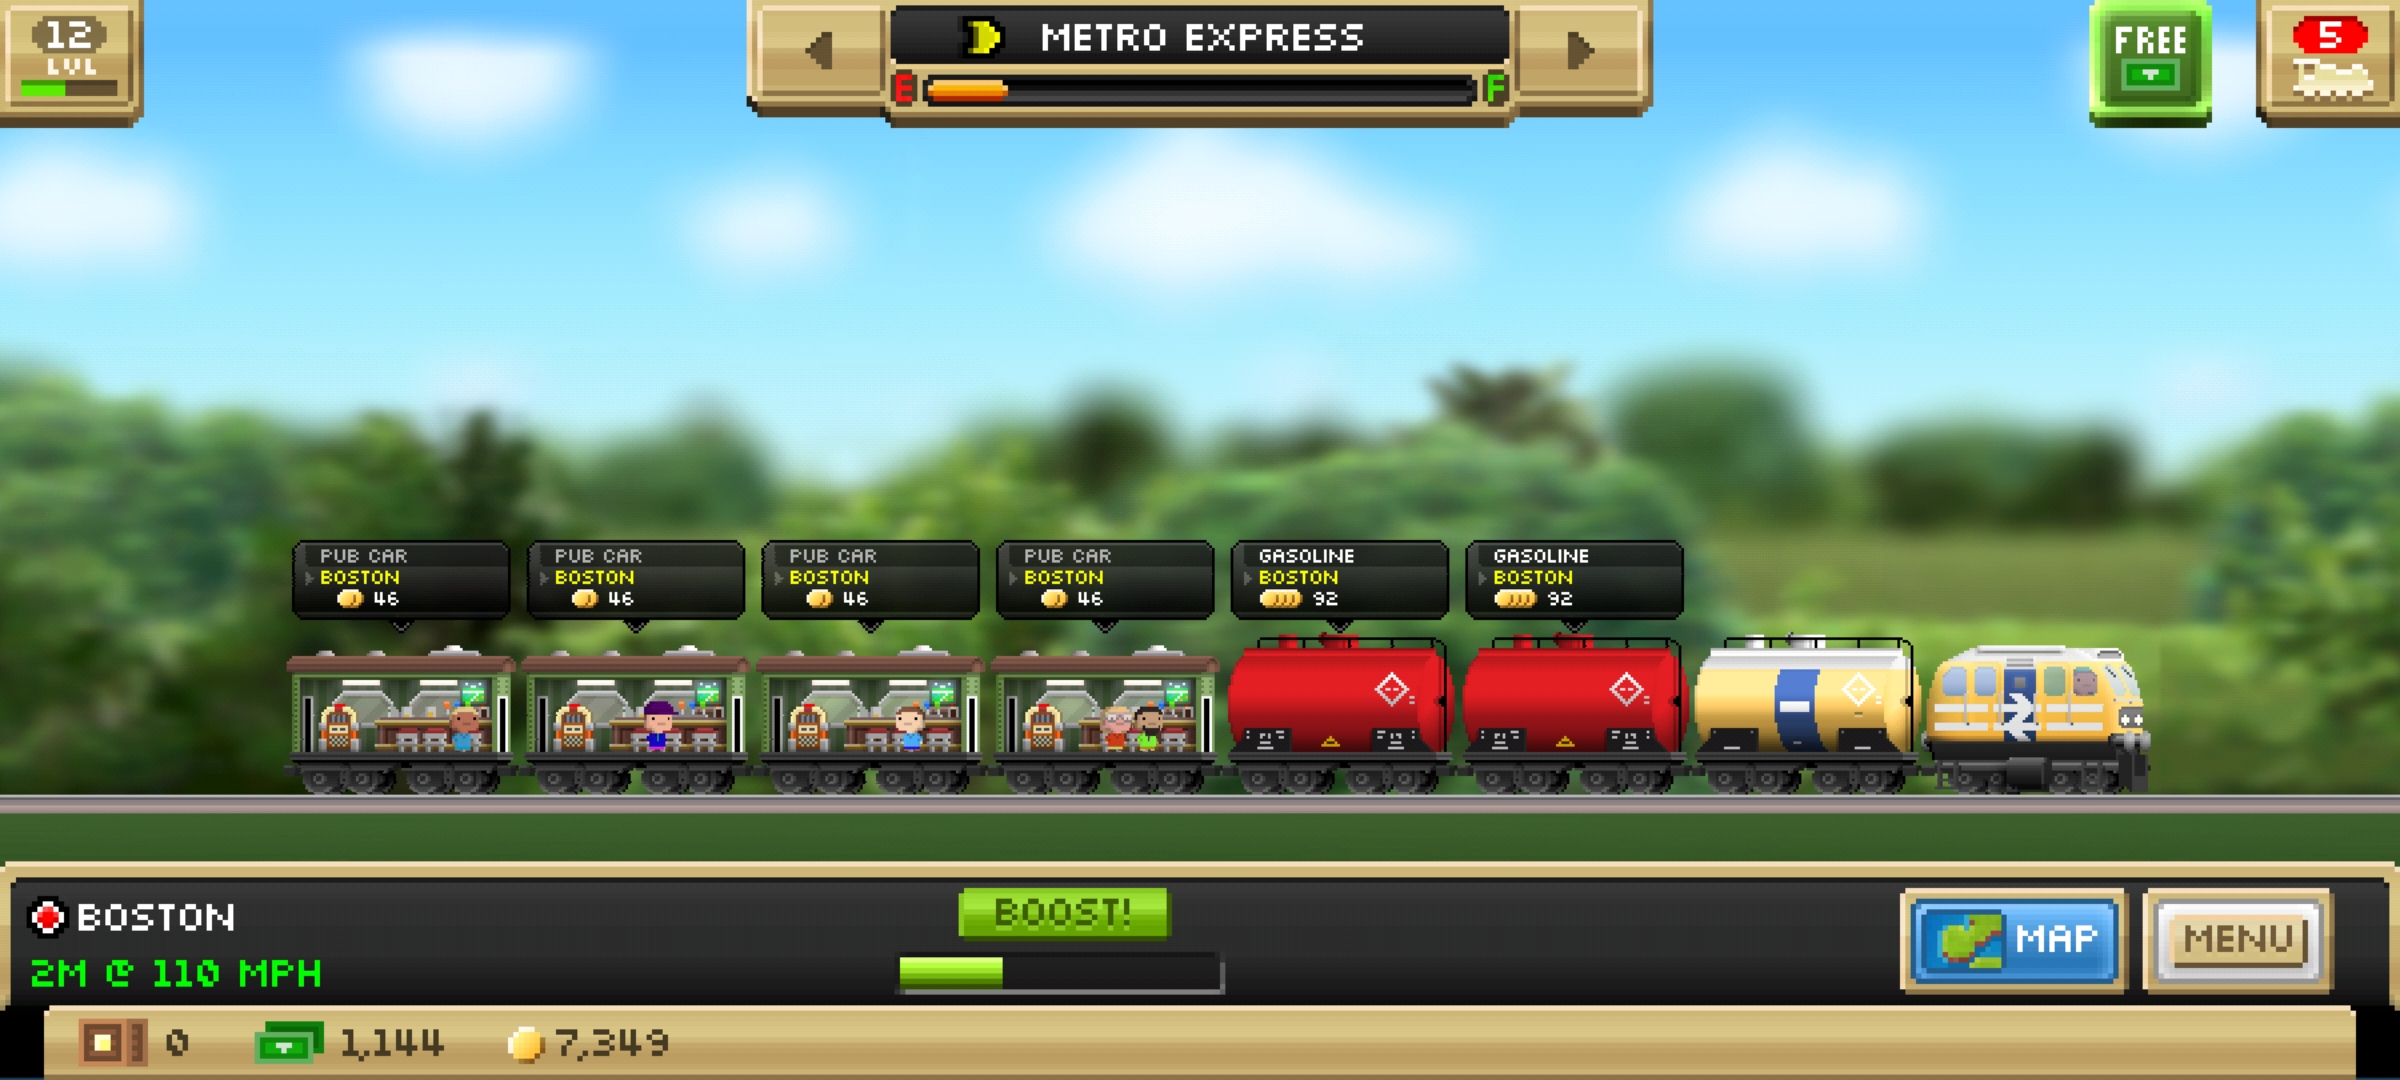 12
LVL
METRO EXPRESS
E F
FREE
5
PUB CAR
BOSTON
46
PUB CAR
BOSTON
46
PUB CAR
BOSTON
46
PUB CAR
BOSTON
46
GASOLINE
BOSTON
92
GASOLINE
BOSTON
92
BOSTON
2M @ 110 MPH
BOOST!
MAP
MENU
0
1,144
7,349